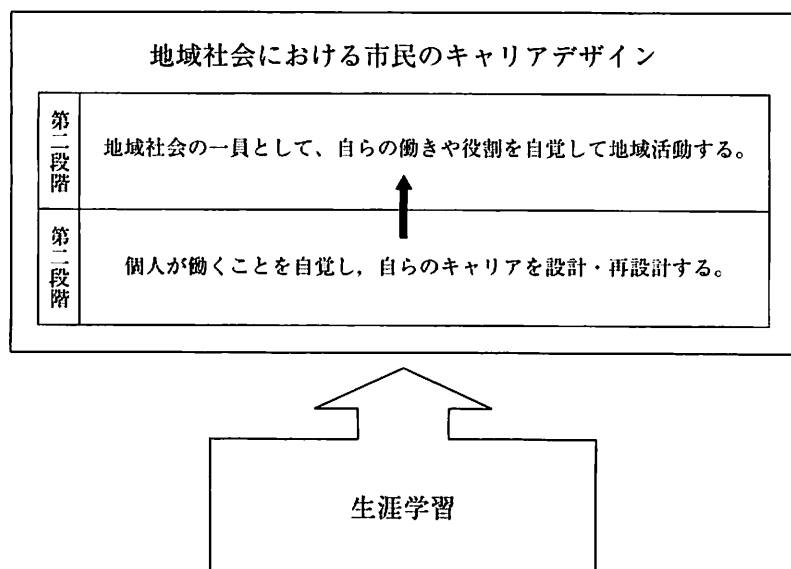 地域社会における市民のキャリアデザイン
第二段階
地域社会の一員として、自らの働きや役割を自覚して地域活動する。
第二段階
個人が働くことを自覚し，自らのキャリアを設計・再設計する。
生涯学習